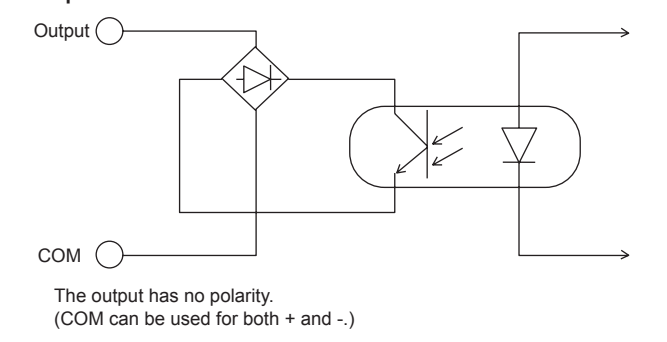 Output
COM
The output has no polarity.
(COM can be used for both + and -.)